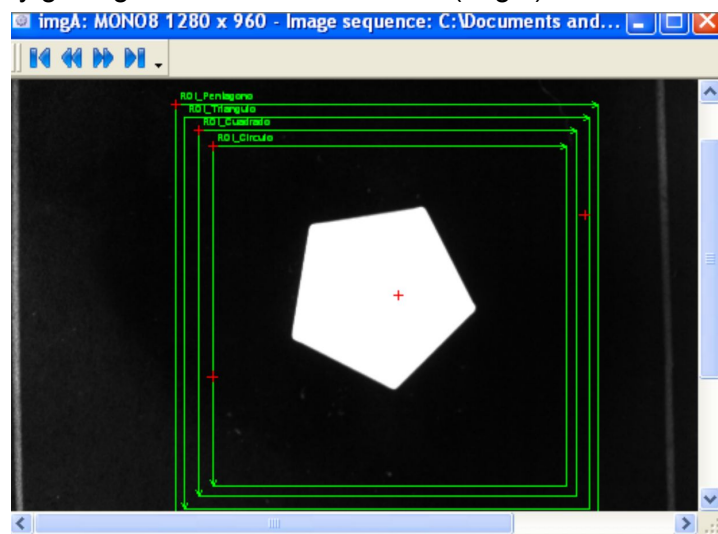 imgA: MONO8 1280 x 960 - Image sequence: C:\Documents and...
ROI_Pentagono
ROI_Triangulo
ROI_Cuadrado
ROI_Circulo